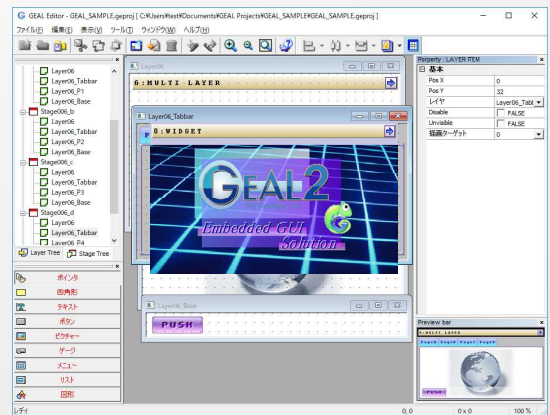 GEAL Editor - GEAL_SAMPLE.geproj [ C:¥Users¥test¥Documents¥GEAL Projects¥GEAL_SAMPLE¥GEAL_SAMPLE.geproj ]
ファイル(F) 編集(E) 表示(V) ツール(T) ウィンドウ(W) ヘルプ(H)
Layer06
Layer06_Tabbar
Layer06_P1
Layer06_Base
Stage006_b
Layer06
Layer06_Tabbar
Layer06_P2
Layer06_Base
Stage006_c
Layer06
Layer06_Tabbar
Layer06_P3
Layer06_Base
Stage006_d
Layer06
Layer06_Tabbar
Layer06_P4
Layer Tree Stage Tree
ポインタ
四角形
テキスト
ボタン
ピクチャー
ゲージ
メニュー
リスト
図形
レディ
Layer06
6:MULTI LAYER
Layer06_Tabbar
8:WIDGET
GEAL2
Embedded GUI
Solution
Layer06_Base
PUSH
Porperty : LAYER ITEM
基本
Pos X 0
Pos Y 32
レイヤ Layer06_Tabl
Disable FALSE
Unvisible FALSE
描画ターゲット 0
Preview bar
6:MULTI LAYER
PUSH
0, 0 0 x 0 100 %